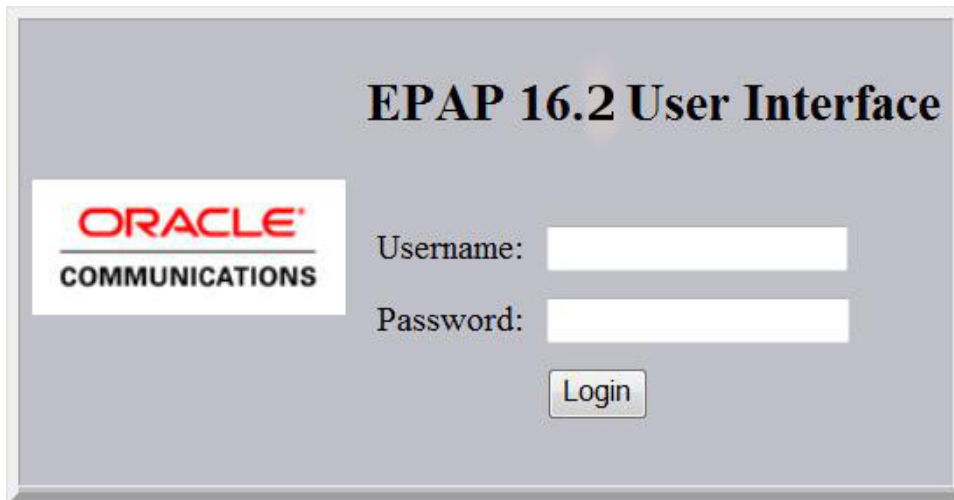 EPAP 16.2 User Interface
ORACLE
COMMUNICATIONS
Username:
Password:
Login